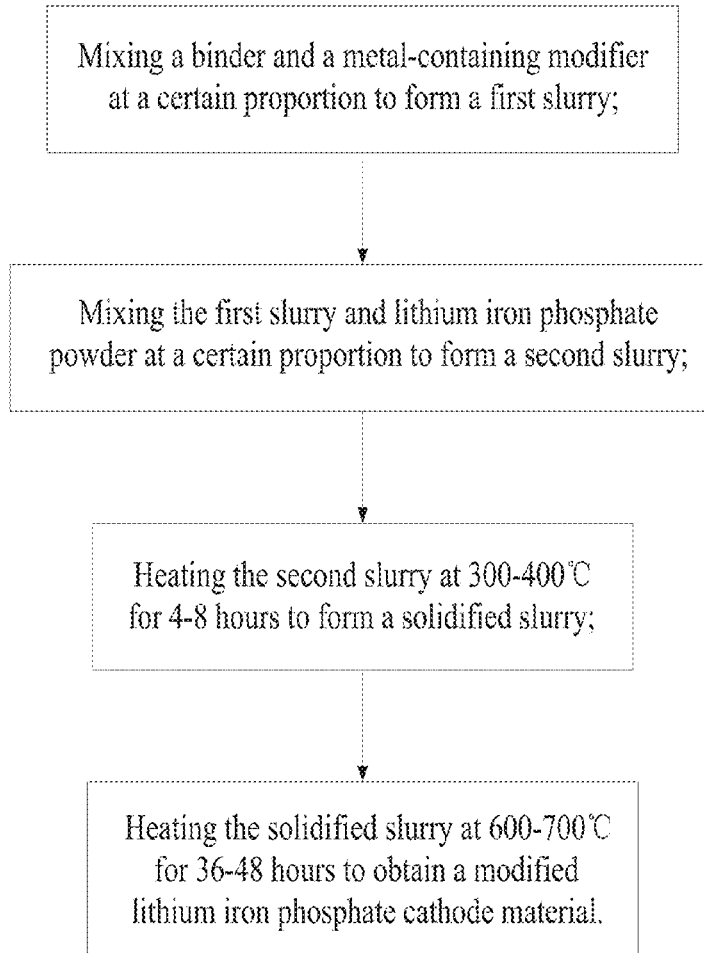 Mixing a binder and a metal-containing modifier
at a certain proportion to form a first slurry;
Mixing the first slurry and lithium iron phosphate
powder at a certain proportion to form a second slurry;
Heating the second slurry at 300-400℃
for 4-8 hours to form a solidified slurry;
Heating the solidified slurry at 600-700℃
for 36-48 hours to obtain a modified
lithium iron phosphate cathode material.